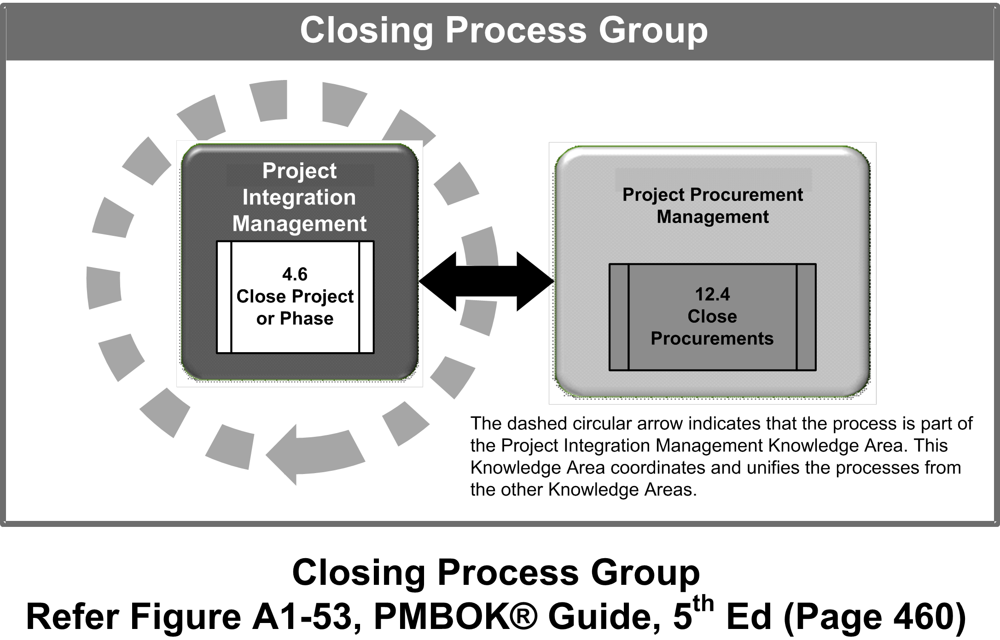 Closing Process Group
Project
Integration
Management
4.6
Close Project
or Phase
Project Procurement
Management
12.4
Close
Procurements
The dashed circular arrow indicates that the process is part of
the Project Integration Management Knowledge Area. This
Knowledge Area coordinates and unifies the processes from
the other Knowledge Areas.
Closing Process Group
Refer Figure A1-53, PMBOK® Guide, 5th Ed (Page 460)